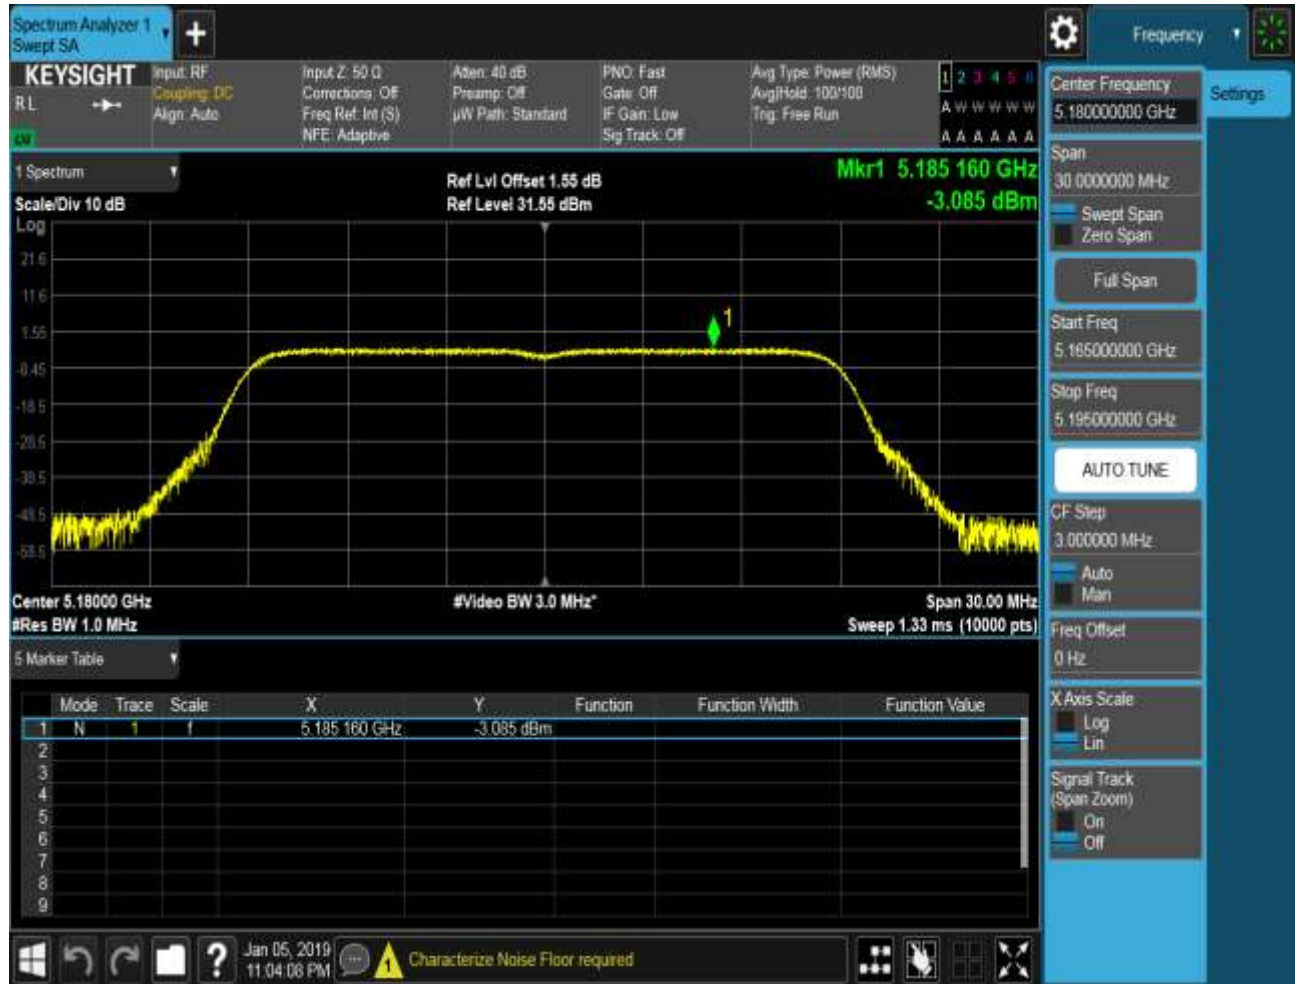 Spectrum Analyzer 1
Swept SA
+
Frequency
KEYSIGHT
RL
Input: RF
Coupling: DC
Align: Auto
Input Z: 50 Ω
Corrections: Off
Freq Ref: Int (S)
NFE: Adaptive
Atten: 40 dB
Preamp: Off
µW Path: Standard
PNO: Fast
Gate: Off
IF Gain: Low
Sig Track: Off
Avg Type: Power (RMS)
Avg|Hold: 100/100
Trig: Free Run
1 2 3 4 5 6
A W W W W W
A A A A A A
1 Spectrum
Scale/Div 10 dB
Ref Lvl Offset 1.55 dB
Ref Level 31.55 dBm
Mkr1 5.185 160 GHz
-3.085 dBm
Log
21.6
11.6
1.55
-8.45
-18.5
-28.5
-38.5
-48.5
-58.5
1
Center 5.18000 GHz
#Video BW 3.0 MHz*
Span 30.00 MHz
#Res BW 1.0 MHz
Sweep 1.33 ms (10000 pts)
5 Marker Table
Mode Trace Scale X Y Function Function Width Function Value
1 N 1 f 5.185 160 GHz -3.085 dBm
2
3
4
5
6
7
8
9
Center Frequency
5.180000000 GHz
Settings
Span
30.0000000 MHz
Swept Span
Zero Span
Full Span
Start Freq
5.165000000 GHz
Stop Freq
5.195000000 GHz
AUTO TUNE
CF Step
3.000000 MHz
Auto
Man
Freq Offset
0 Hz
X Axis Scale
Log
Lin
Signal Track
(Span Zoom)
On
Off
?
Jan 05, 2019
11:04:08 PM
1
Characterize Noise Floor required